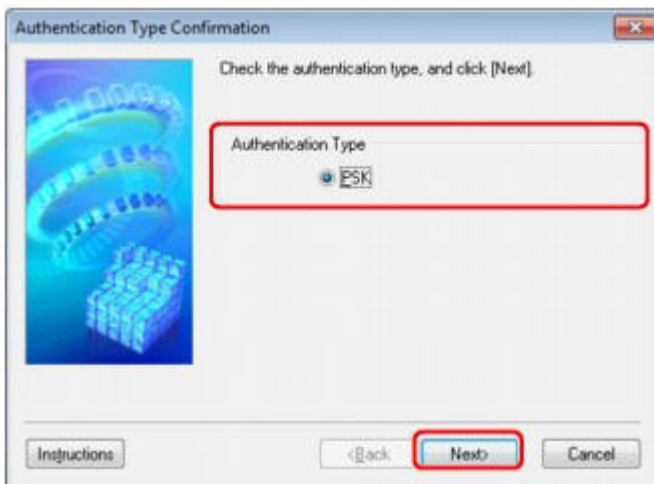 Authentication Type Confirmation
Check the authentication type, and click [Next].
Authentication Type
PSK
Instructions
<Back
Next>
Cancel